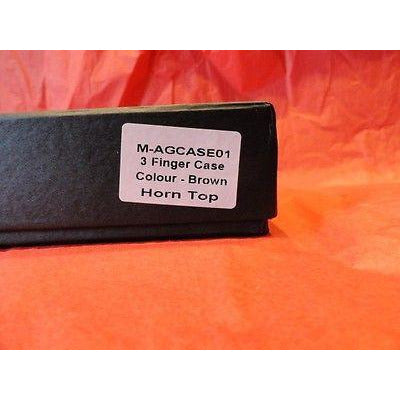 M-AGCASE01
3 Finger Case
Colour - Brown
Horn Top